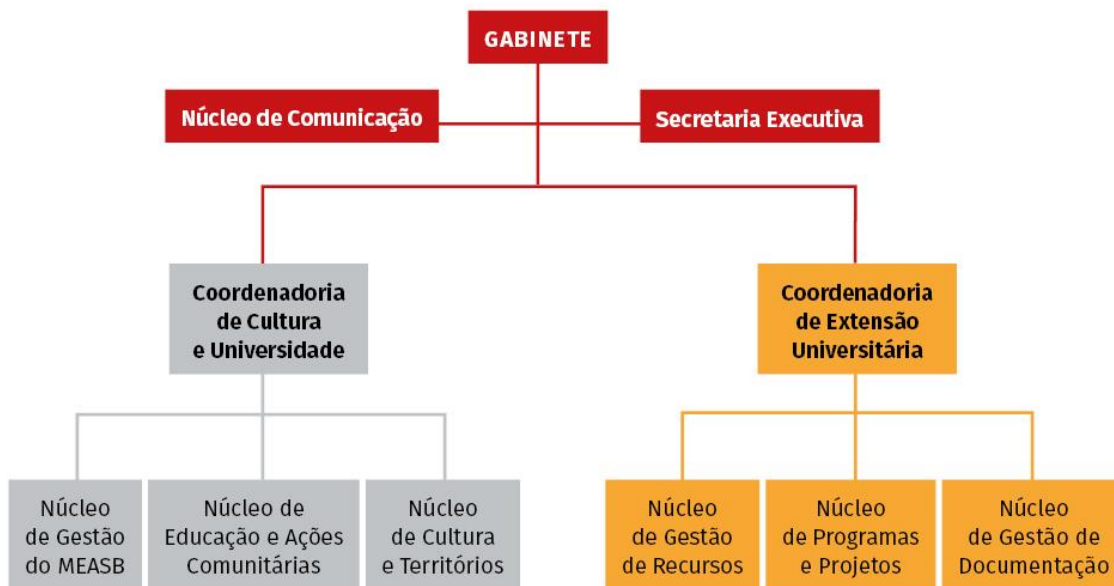 GABINETE
Núcleo de Comunicação
Secretaria Executiva
Coordenadoria
de Cultura
e Universidade
Coordenadoria
de Extensão
Universitária
Núcleo
de Gestão
do MEASB
Núcleo de
Educação e Ações
Comunitárias
Núcleo
de Cultura
e Territórios
Núcleo
de Gestão
de Recursos
Núcleo
de Programas
e Projetos
Núcleo
de Gestão de
Documentação